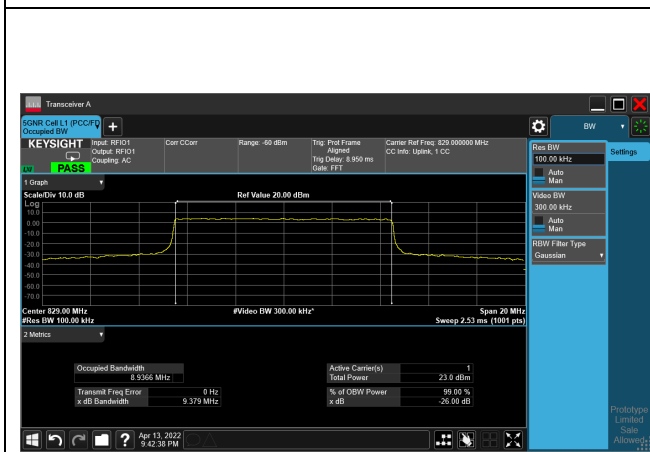 Transceiver A
5GNR Cell L1 (PCC/FD
Occupied BW
BW
KEYSIGHT
Input: RFIO1
Output: RFIO1
Coupling: AC
Corr CCorr
Range: -60 dBm
Trig: Prot Frame
Aligned
Trig Delay: 8.950 ms
Gate: FFT
Carrier Ref Freq: 829.000000 MHz
CC Info: Uplink, 1 CC
PASS
Res BW
100.00 kHz
Auto
Man
Settings
Video BW
300.00 kHz
Auto
Man
RBW Filter Type
Gaussian
1 Graph
Scale/Div 10.0 dB
Ref Value 20.00 dBm
Log
10.0
0.00
-10.0
-20.0
-30.0
-40.0
-50.0
-60.0
-70.0
Center 829.00 MHz
#Video BW 300.00 kHz*
Span 20 MHz
#Res BW 100.00 kHz
Sweep 2.53 ms (1001 pts)
2 Metrics
Occupied Bandwidth
8.9366 MHz
Active Carrier(s) 1
Total Power 23.0 dBm
Transmit Freq Error 0 Hz
x dB Bandwidth 9.379 MHz
% of OBW Power 99.00 %
x dB -26.00 dB
Prototype
Limited
Sale
Allowed
Apr 13, 2022
9:42:38 PM